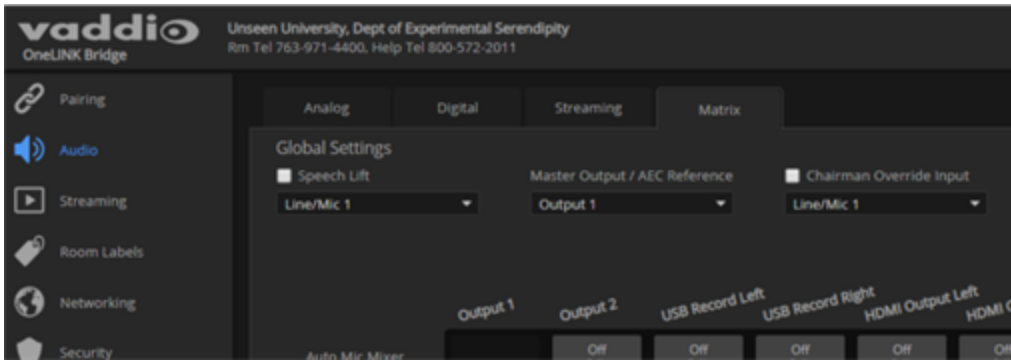 vaddio
OneLINK Bridge
Unseen University, Dept of Experimental Serendipity
Rm Tel 763-971-4400, Help Tel 800-572-2011
Pairing
Audio
Streaming
Room Labels
Networking
Security
Analog Digital Streaming Matrix
Global Settings
Speech Lift Master Output / AEC Reference Chairman Override Input
Line/Mic 1 Output 1 Line/Mic 1
Output 1 Output 2 USB Record Left USB Record Right HDMI Output Left HDMI
Auto Mic Mixer Off Off Off Off